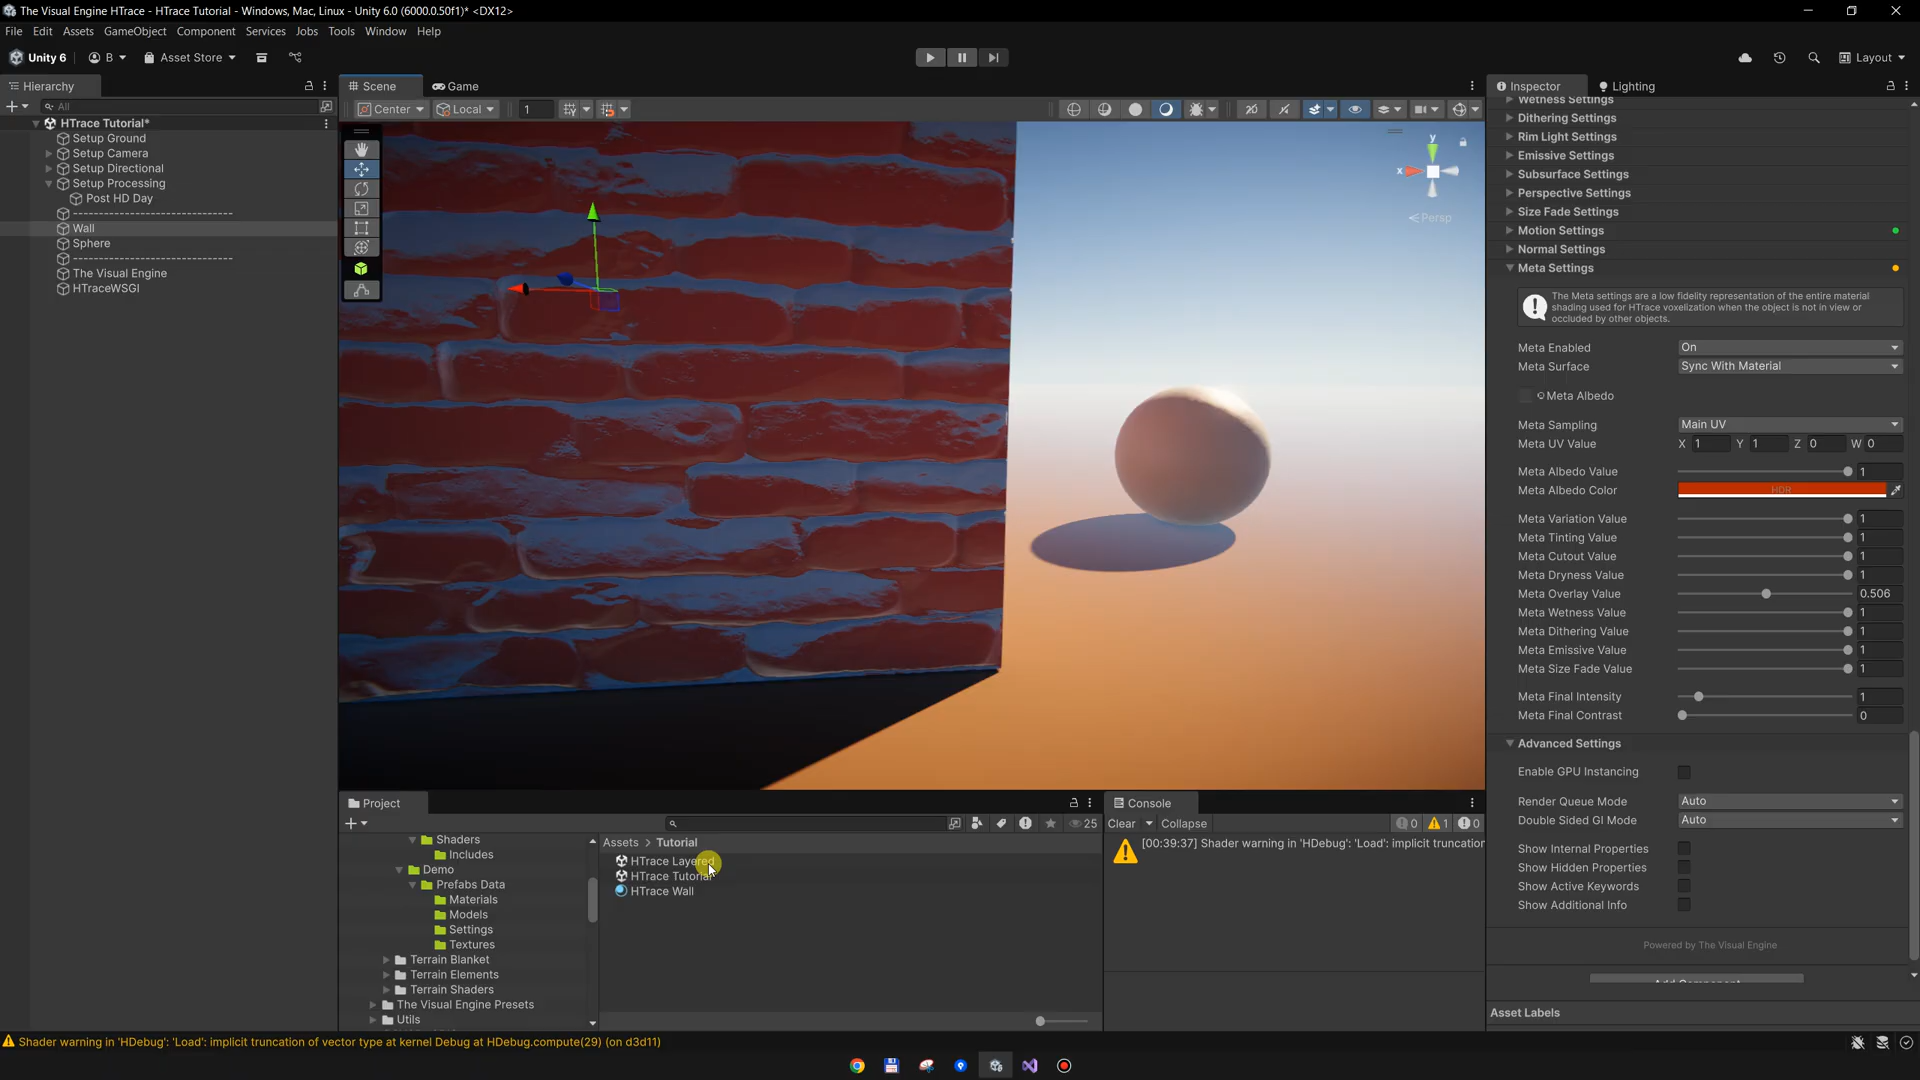 The Visual Engine HTrace - HTrace Tutorial - Windows, Mac, Linux - Unity 6.0 (6000.0.50f1)* <DX12>
File Edit Assets GameObject Component Services Jobs Tools Window Help
Unity 6 B Asset Store Layout
Hierarchy Scene Game Inspector Lighting
All Center Local 1
HTrace Tutorial*
Setup Ground
Setup Camera
Setup Directional
Setup Processing
Post HD Day
------------------------------
Wall
Sphere
------------------------------
The Visual Engine
HTraceWSGI
y
x
Persp
Wetness Settings
Dithering Settings
Rim Light Settings
Emissive Settings
Subsurface Settings
Perspective Settings
Size Fade Settings
Motion Settings
Normal Settings
Meta Settings
The Meta settings are a low fidelity representation of the entire material
shading used for HTrace voxelization when the object is not in view or
occluded by other objects.
Meta Enabled On
Meta Surface Sync With Material
Meta Albedo
Meta Sampling Main UV
Meta UV Value X 1 Y 1 Z 0 W 0
Meta Albedo Value 1
Meta Albedo Color HDR
Meta Variation Value 1
Meta Tinting Value 1
Meta Cutout Value 1
Meta Dryness Value 1
Meta Overlay Value 0.506
Meta Wetness Value 1
Meta Dithering Value 1
Meta Emissive Value 1
Meta Size Fade Value 1
Meta Final Intensity 1
Meta Final Contrast 0
Advanced Settings
Enable GPU Instancing
Render Queue Mode Auto
Double Sided GI Mode Auto
Show Internal Properties
Show Hidden Properties
Show Active Keywords
Show Additional Info
Powered by The Visual Engine
Add Component
Asset Labels
Project
25
Shaders
Includes
Demo
Prefabs Data
Materials
Models
Settings
Textures
Terrain Blanket
Terrain Elements
Terrain Shaders
The Visual Engine Presets
Utils
Assets > Tutorial
HTrace Layered
HTrace Tutorial
HTrace Wall
Console
Clear Collapse 0 1 0
[00:39:37] Shader warning in 'HDebug': 'Load': implicit truncation
Shader warning in 'HDebug': 'Load': implicit truncation of vector type at kernel Debug at HDebug.compute(29) (on d3d11)